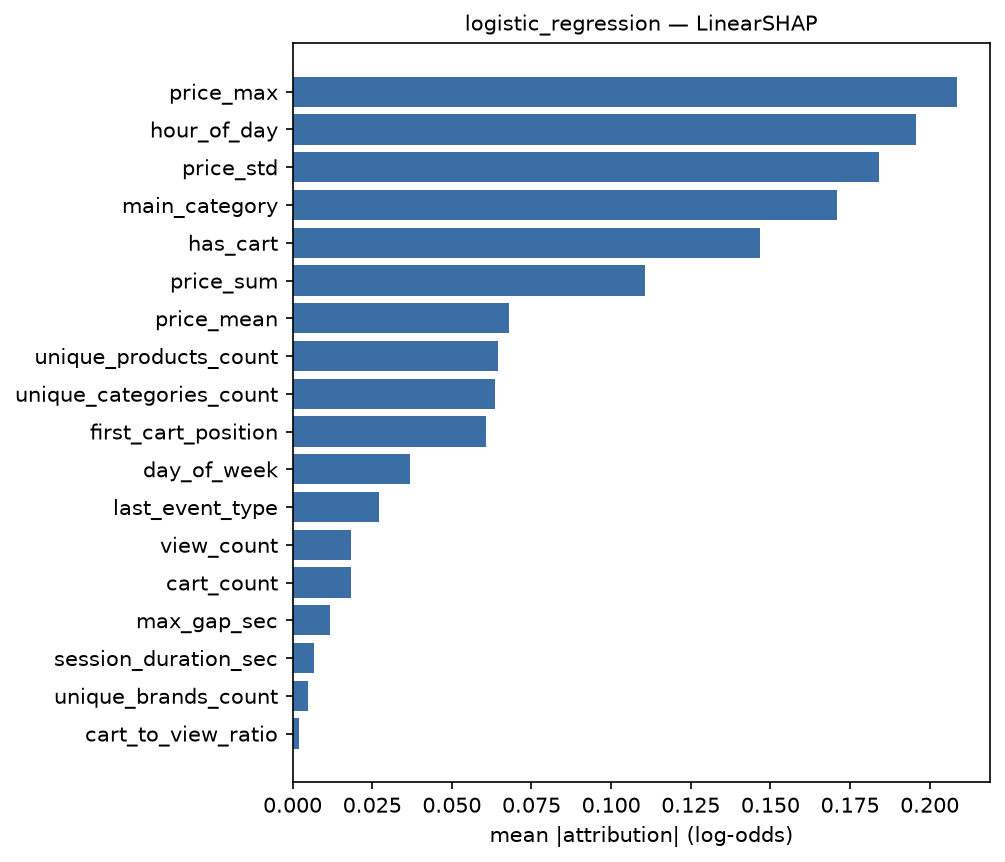 logistic_regression — LinearSHAP
price_max
hour_of_day
price_std
main_category
has_cart
price_sum
price_mean
unique_products_count
unique_categories_count
first_cart_position
day_of_week
last_event_type
view_count
cart_count
max_gap_sec
session_duration_sec
unique_brands_count
cart_to_view_ratio
0.000 0.025 0.050 0.075 0.100 0.125 0.150 0.175 0.200
mean |attribution| (log-odds)